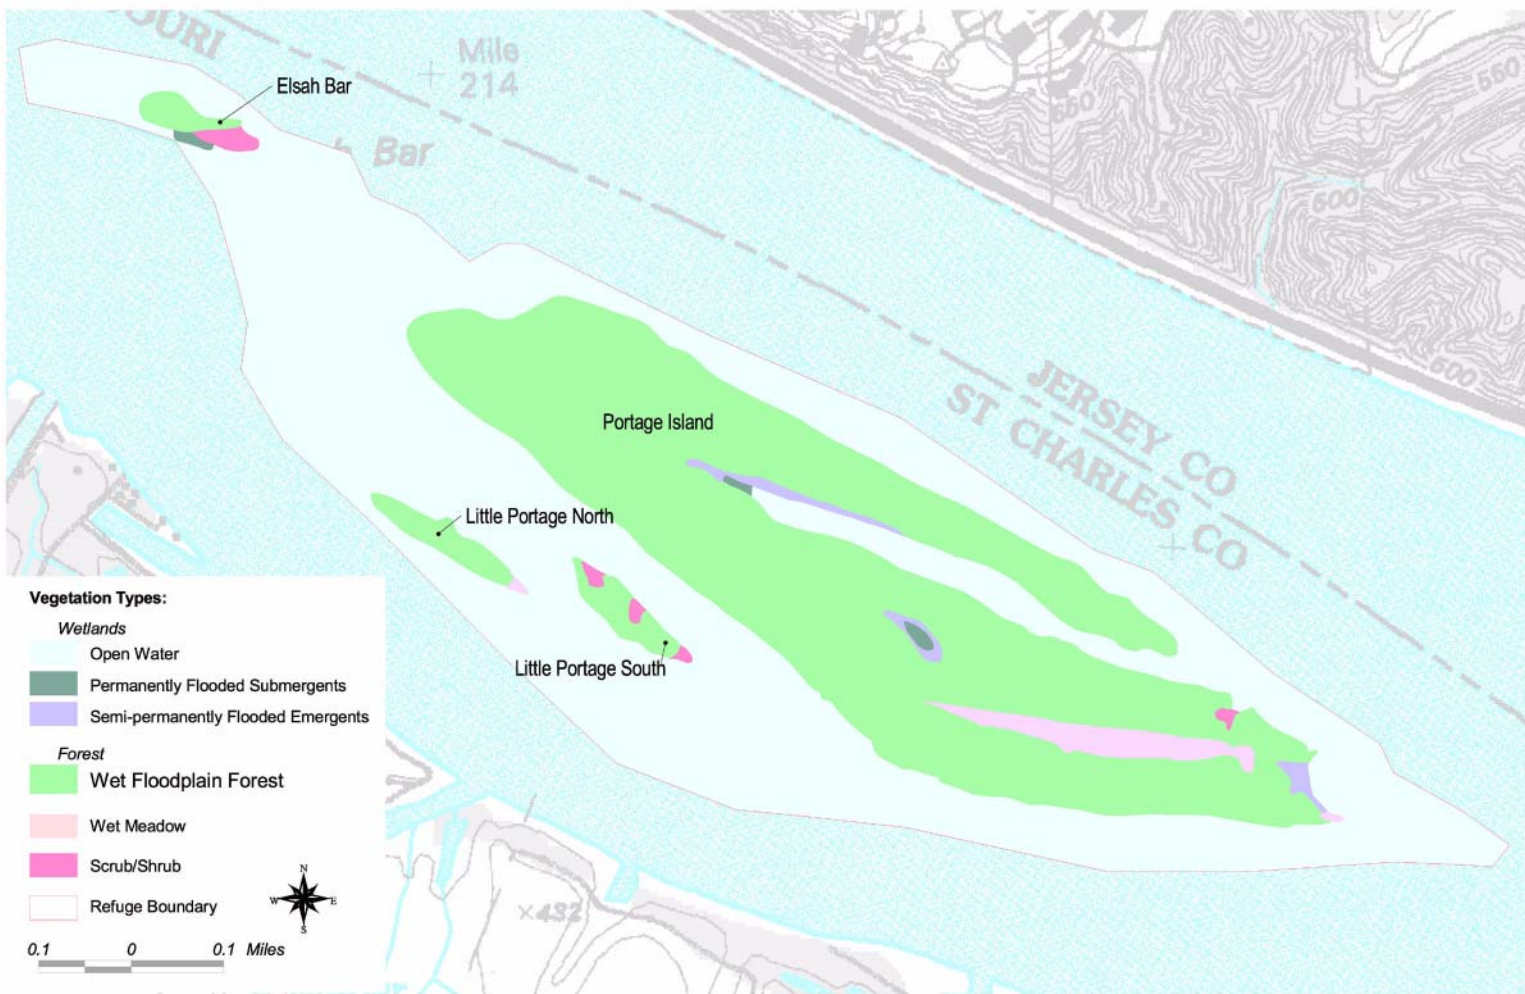 OURI
Mile
214
Elsah Bar
Bar
550
550
500
600
JERSEY CO
ST CHARLES CO
Portage Island
Little Portage North
Little Portage South
Vegetation Types:
Wetlands
Open Water
Permanently Flooded Submergents
Semi-permanently Flooded Emergents
Forest
Wet Floodplain Forest
Wet Meadow
Scrub/Shrub
Refuge Boundary
N
W E
S
0.1 0 0.1 Miles
×432